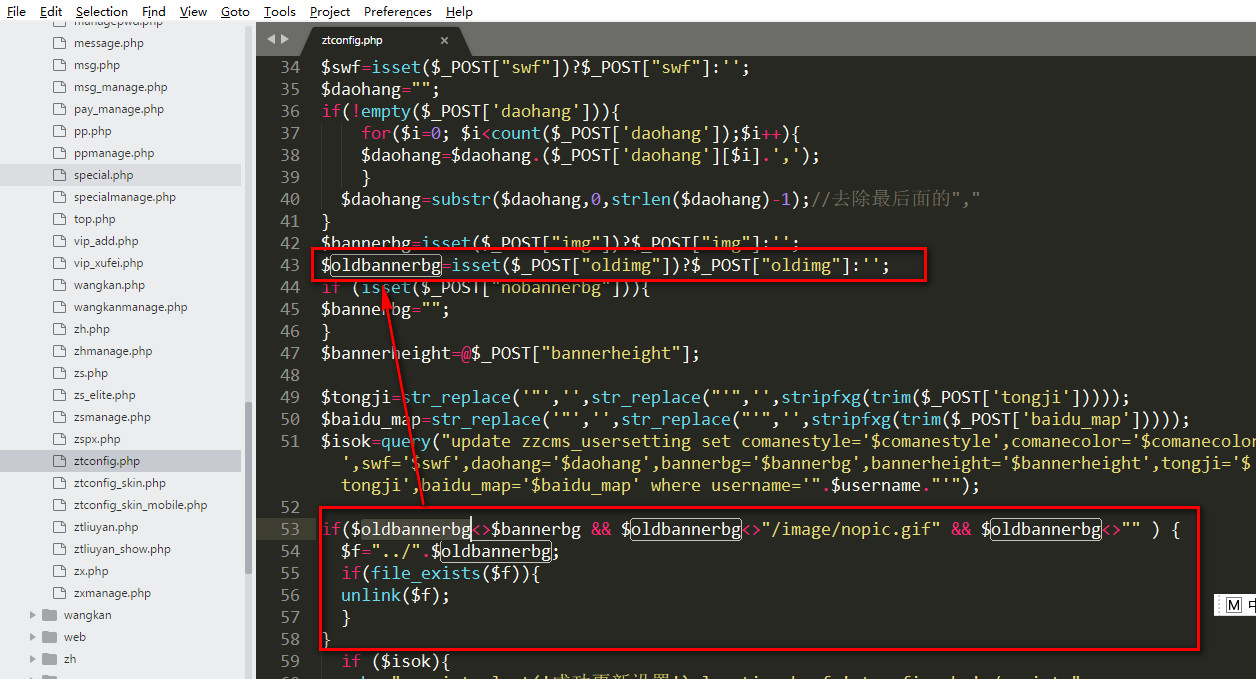 File Edit Selection Find View Goto Tools Project Preferences Help
managepwd.php
message.php
msg.php
msg_manage.php
pay_manage.php
pp.php
ppmanage.php
special.php
specialmanage.php
top.php
vip_add.php
vip_xufei.php
wangkan.php
wangkanmanage.php
zh.php
zhmanage.php
zs.php
zs_elite.php
zsmanage.php
zspx.php
ztconfig.php
ztconfig_skin.php
ztconfig_skin_mobile.php
ztliuyan.php
ztliuyan_show.php
zx.php
zxmanage.php
wangkan
web
zh
ztconfig.php ×
34 $swf=isset($_POST["swf"])?$_POST["swf"]:'';
35 $daohang="";
36 if(!empty($_POST['daohang'])){
37 for($i=0; $i<count($_POST['daohang']);$i++){
38 $daohang=$daohang.($_POST['daohang'][$i].',');
39 }
40 $daohang=substr($daohang,0,strlen($daohang)-1);//去除最后面的","
41 }
42 $bannerbg=isset($_POST["img"])?$_POST["img"]:'';
43 $oldbannerbg=isset($_POST["oldimg"])?$_POST["oldimg"]:'';
44 if (isset($_POST["nobannerbg"])){
45 $bannerbg="";
46 }
47 $bannerheight=@$_POST["bannerheight"];
48
49 $tongji=str_replace('"','',str_replace("'",'',stripfxg(trim($_POST['tongji']))));
50 $baidu_map=str_replace('"','',str_replace("'",'',stripfxg(trim($_POST['baidu_map']))));
51 $isok=query("update zzcms_usersetting set comanestyle='$comanestyle',comanecolor='$comanecolor
',swf='$swf',daohang='$daohang',bannerbg='$bannerbg',bannerheight='$bannerheight',tongji='$
tongji',baidu_map='$baidu_map' where username='".$username."'");
52
53 if($oldbannerbg<>$bannerbg && $oldbannerbg<>"/image/nopic.gif" && $oldbannerbg<>"" ) {
54 $f="../".$oldbannerbg;
55 if(file_exists($f)){
56 unlink($f);
57 }
58 }
59 if ($isok){
M 中